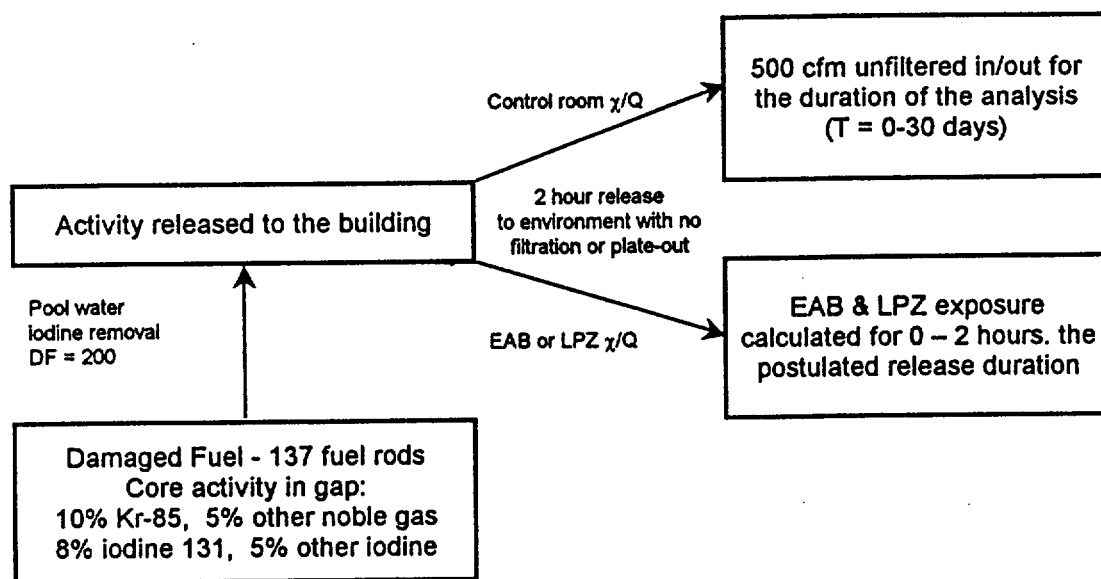 500 cfm unfiltered in/out for
the duration of the analysis
(T = 0-30 days)
Control room χ/Q
2 hour release
to environment with no
filtration or plate-out
Activity released to the building
EAB or LPZ χ/Q
EAB & LPZ exposure
calculated for 0 – 2 hours. the
postulated release duration
Pool water
iodine removal
DF = 200
Damaged Fuel - 137 fuel rods
Core activity in gap:
10% Kr-85, 5% other noble gas
8% iodine 131, 5% other iodine